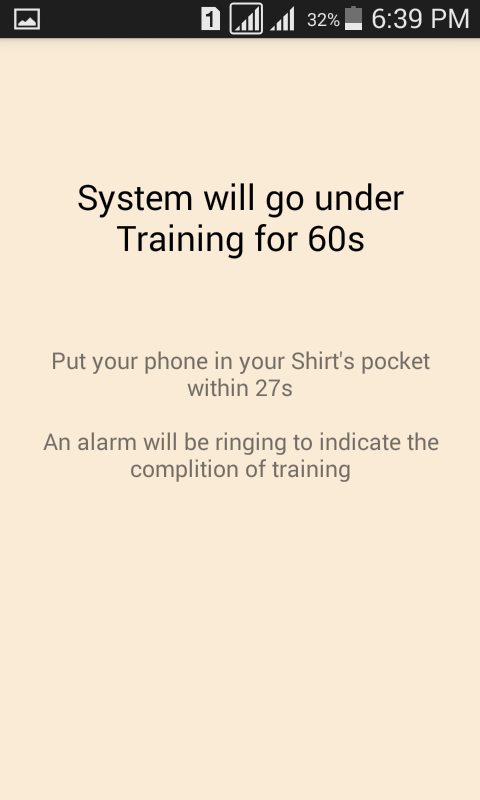 1 32% 6:39 PM
System will go under
Training for 60s
Put your phone in your Shirt's pocket
within 27s
An alarm will be ringing to indicate the
complition of training